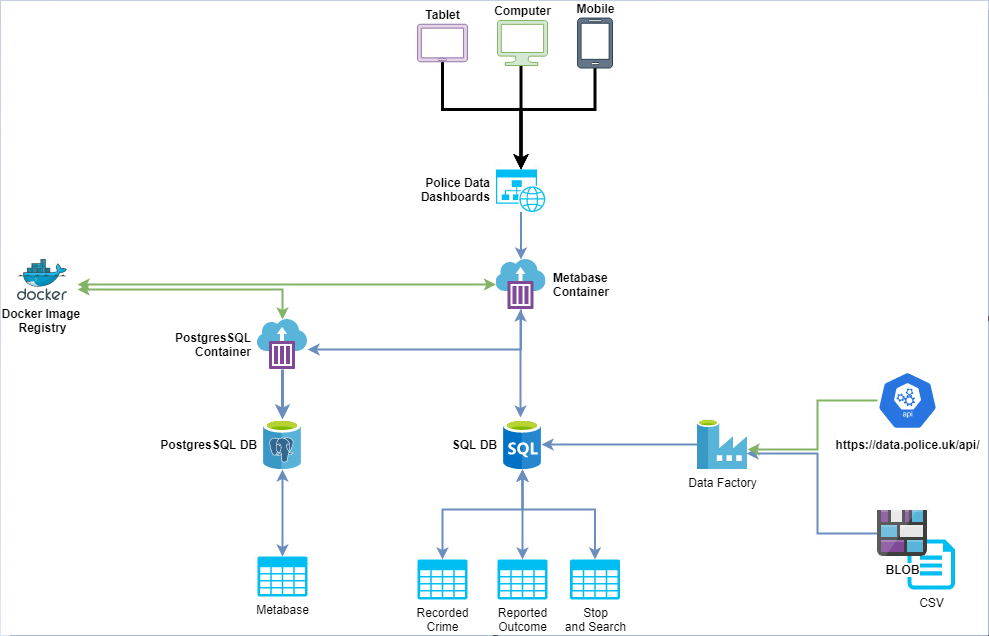 Tablet
Computer
Mobile
Police Data
Dashboards
docker
Docker Image
Registry
Metabase
Container
PostgresSQL
Container
api
https://data.police.uk/api/
PostgresSQL DB
SQL DB
SQL
Data Factory
BLOB
CSV
Metabase
Recorded
Crime
Reported
Outcome
Stop
and Search